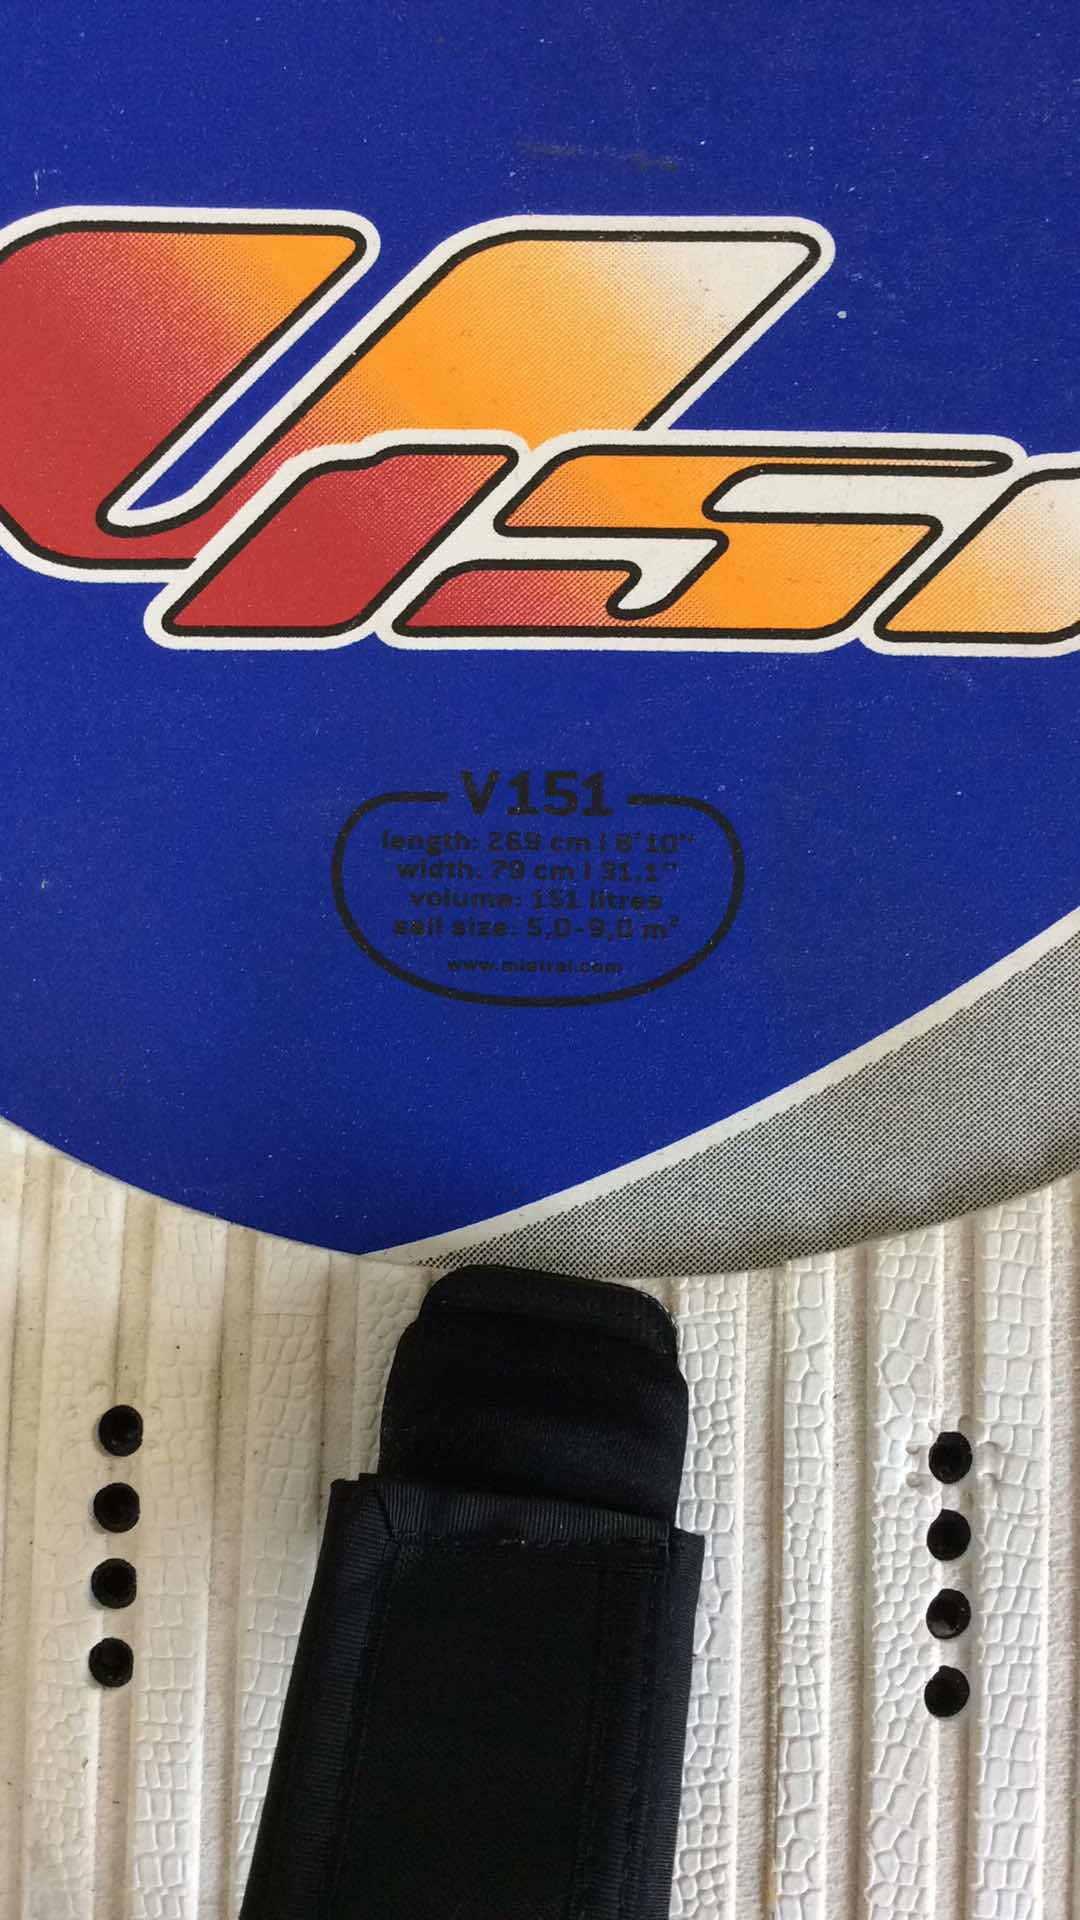 V151
V151
length: 269 cm | 8'10"
width: 79 cm | 31,1"
volume: 151 litres
sail size: 5,0-9,0 m²
www.mistral.com